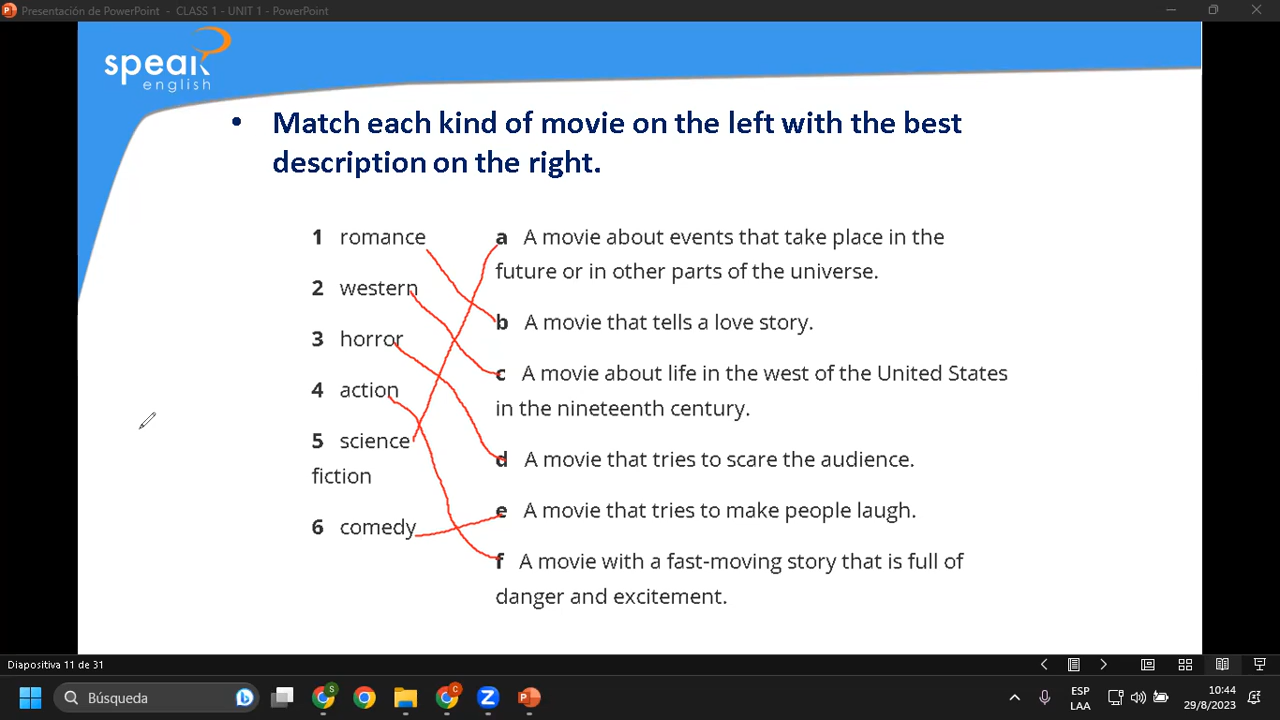 Presentación de PowerPoint - CLASS 1 - UNIT 1 - PowerPoint
speak
english
• Match each kind of movie on the left with the best
description on the right.
1 romance
2 western
3 horror
4 action
5 science
fiction
6 comedy
a A movie about events that take place in the
future or in other parts of the universe.
b A movie that tells a love story.
c A movie about life in the west of the United States
in the nineteenth century.
d A movie that tries to scare the audience.
e A movie that tries to make people laugh.
f A movie with a fast-moving story that is full of
danger and excitement.
Diapositiva 11 de 31
Búsqueda
ESP
LAA
10:44
29/8/2023